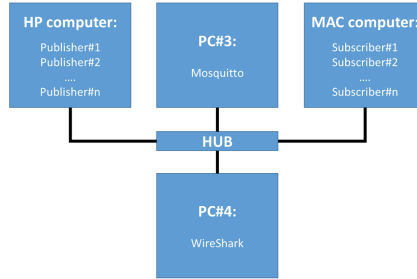 HP computer:
Publisher#1
Publisher#2
....
Publisher#n
PC#3:
Mosquitto
MAC computer:
Subscriber#1
Subscriber#2
....
Subscriber#n
HUB
PC#4:
WireShark